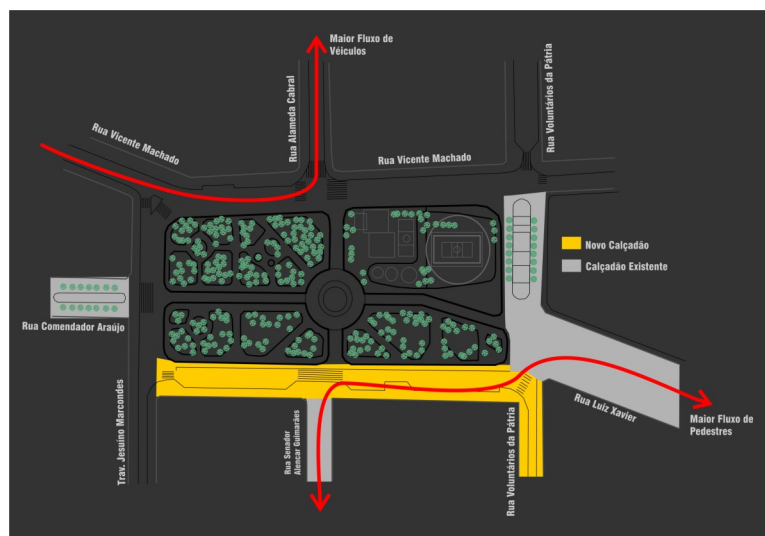 Maior Fluxo de
Véiculos
Rua Vicente Machado
Rua Alameda Cabral
Rua Vicente Machado
Rua Voluntários da Pátria
Novo Calçadão
Calçadão Existente
Rua Comendador Araújo
Trav. Jesuíno Marcondes
Rua Senador
Alencar Guimarães
Rua Voluntários da Pátria
Rua Luiz Xavier
Maior Fluxo de
Pedestres